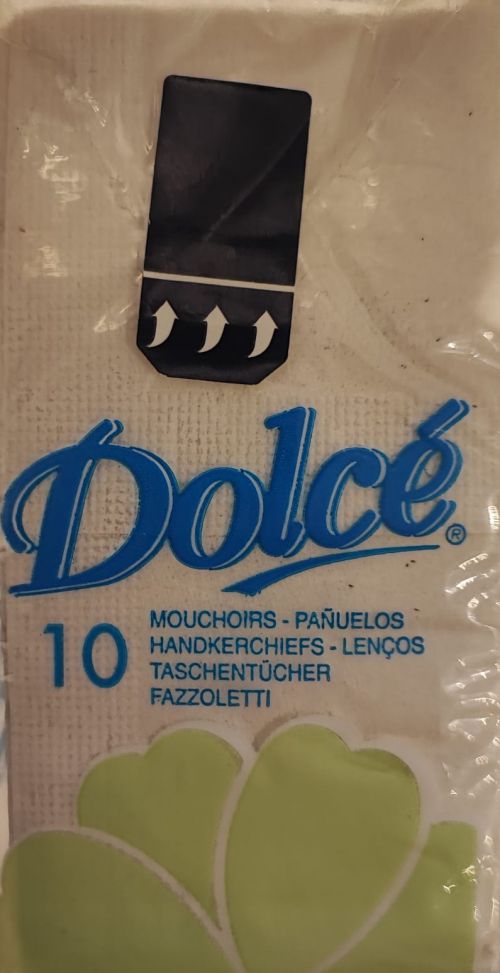 Dolcé®
10
MOUCHOIRS - PAÑUELOS
HANDKERCHIEFS - LENÇOS
TASCHENTÜCHER
FAZZOLETTI